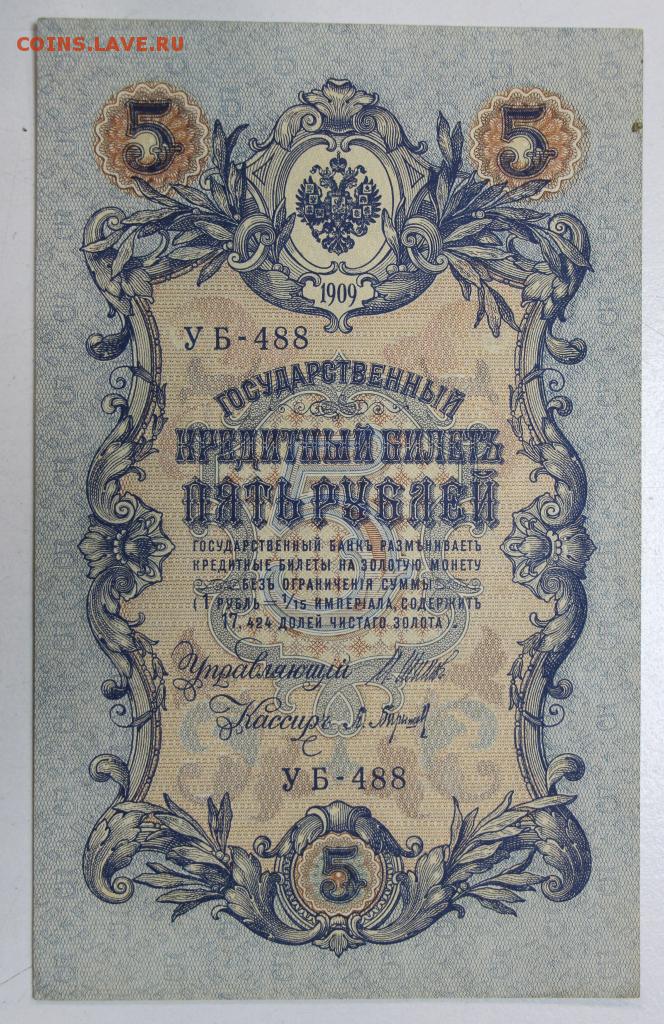 COINS.LAVE.RU
5 5
1909
УБ-488
ГОСУДАРСТВЕННЫЙ
КРЕДИТНЫЙ БИЛЕТЪ
ПЯТЬ РУБЛЕЙ
5
ГОСУДАРСТВЕННЫЙ БАНКЪ РАЗМѢНИВАЕТЪ
КРЕДИТНЫЕ БИЛЕТЫ НА ЗОЛОТУЮ МОНЕТУ
БЕЗЪ ОГРАНИЧЕНІЯ СУММЫ
(1 РУБЛЬ = 1/15 ИМПЕРІАЛА, СОДЕРЖИТЪ
17,424 ДОЛЕЙ ЧИСТАГО ЗОЛОТА).
Управляющій
Кассиръ
УБ-488
5